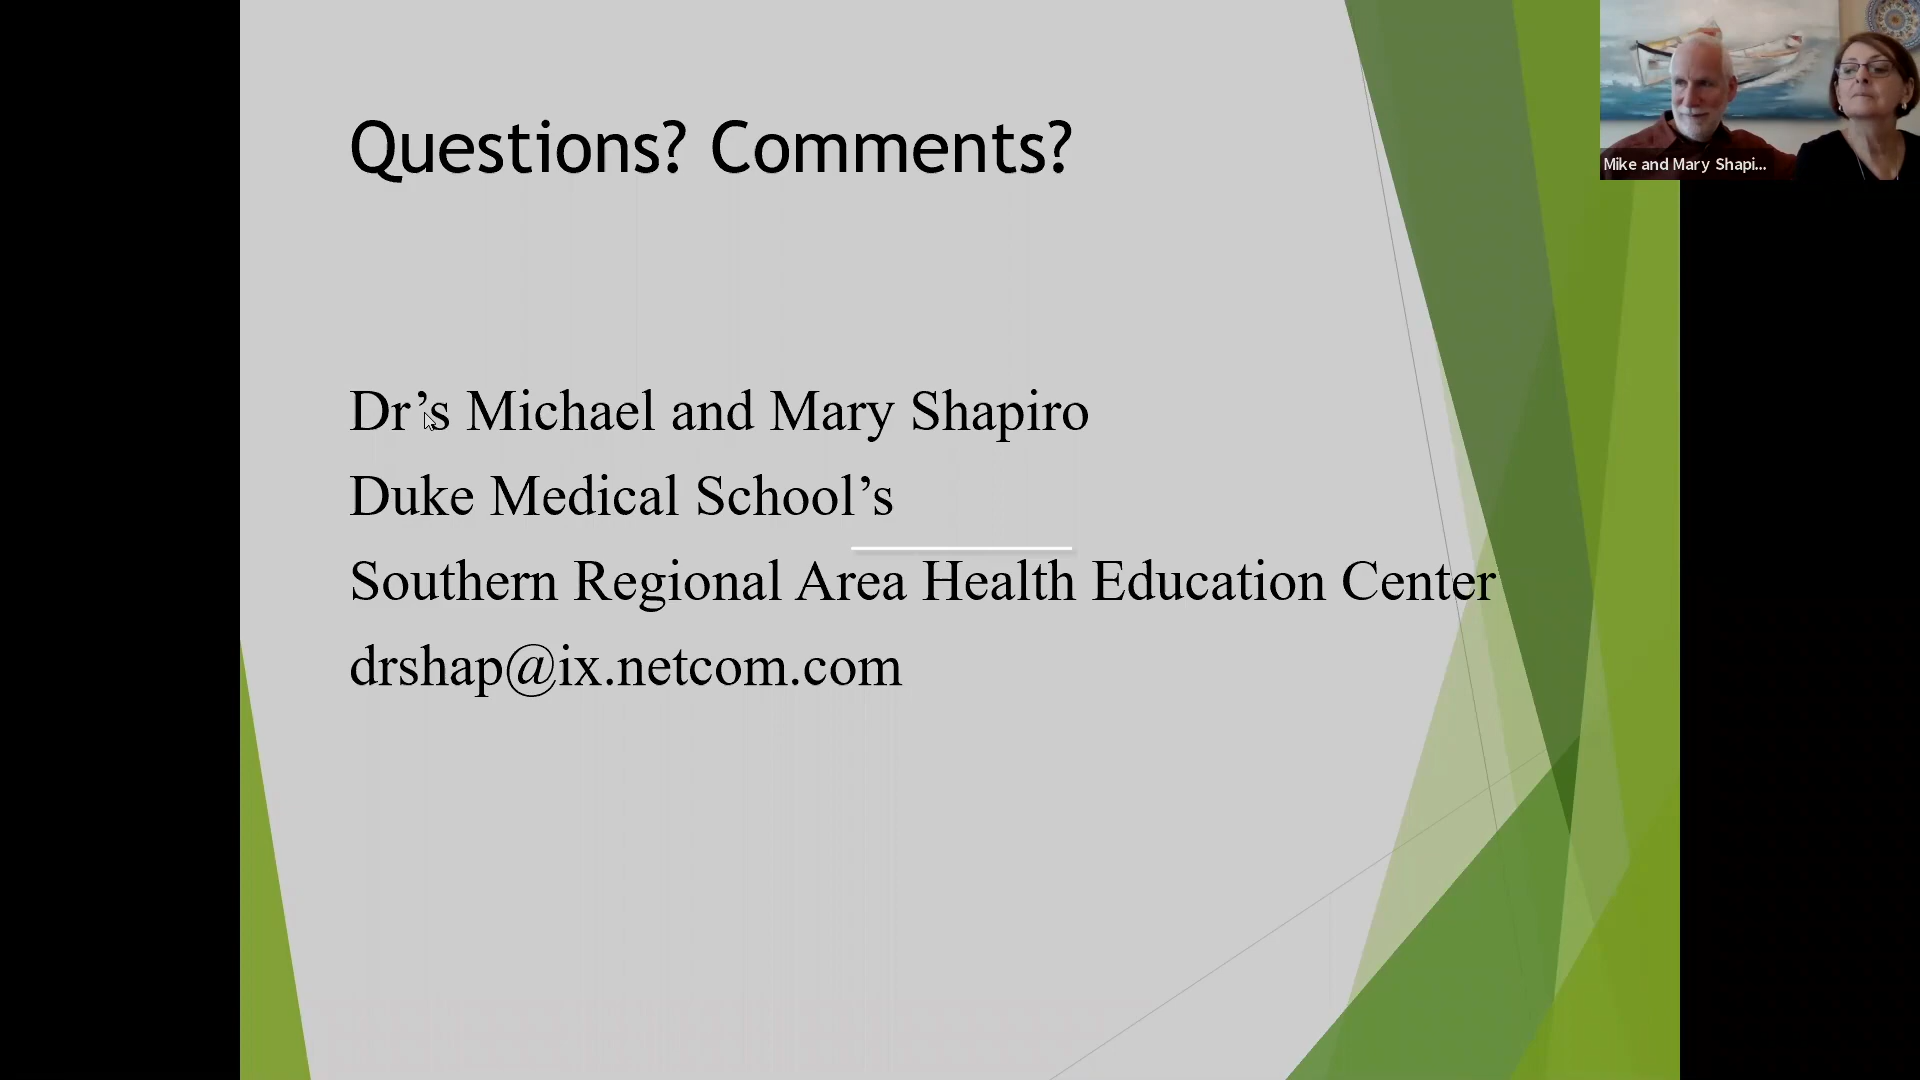 Questions? Comments?
Mike and Mary Shapi...
Dr’s Michael and Mary Shapiro
Duke Medical School’s
Southern Regional Area Health Education Center
drshap@ix.netcom.com